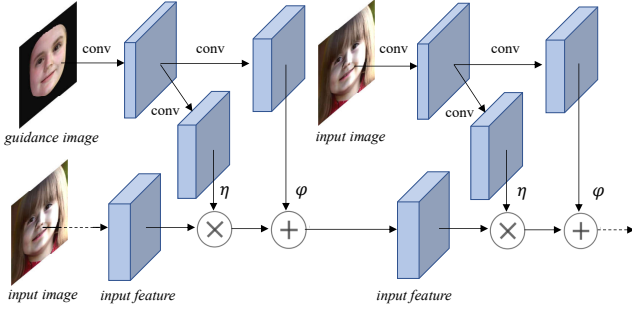 conv
conv
conv
guidance image
η
φ
input image
input feature
conv
conv
conv
input image
η
φ
input feature